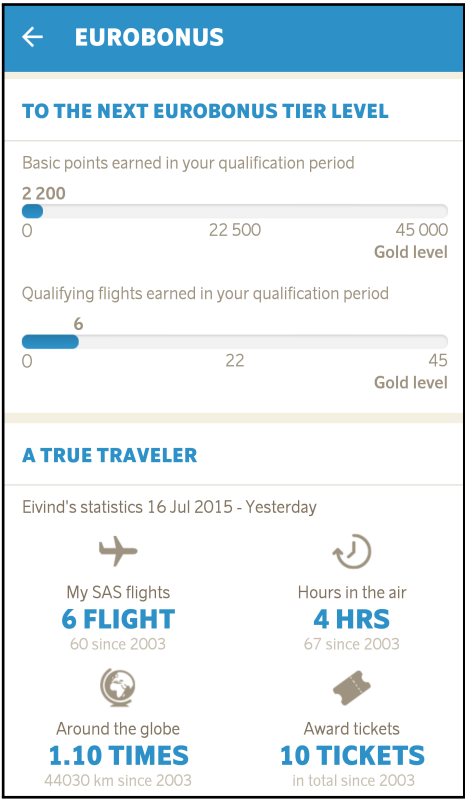 EUROBONUS
TO THE NEXT EUROBONUS TIER LEVEL
Basic points earned in your qualification period
2 200
0 22 500 45 000
Gold level
Qualifying flights earned in your qualification period
6
0 22 45
Gold level
A TRUE TRAVELER
Eivind's statistics 16 Jul 2015 - Yesterday
My SAS flights
6 FLIGHT
60 since 2003
Hours in the air
4 HRS
67 since 2003
Around the globe
1.10 TIMES
44030 km since 2003
Award tickets
10 TICKETS
in total since 2003